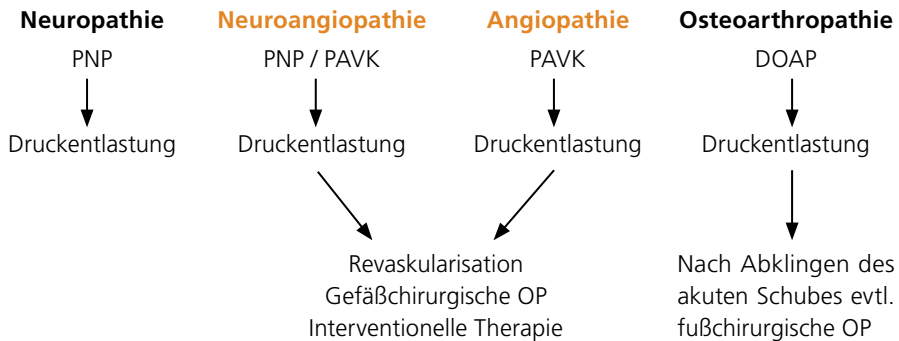 Neuropathie Neuroangiopathie Angiopathie Osteoarthropathie
PNP PNP / PAVK PAVK DOAP
Druckentlastung Druckentlastung Druckentlastung Druckentlastung
Revaskularisation
Gefäßchirurgische OP
Interventionelle Therapie
Nach Abklingen des
akuten Schubes evtl.
fußchirurgische OP